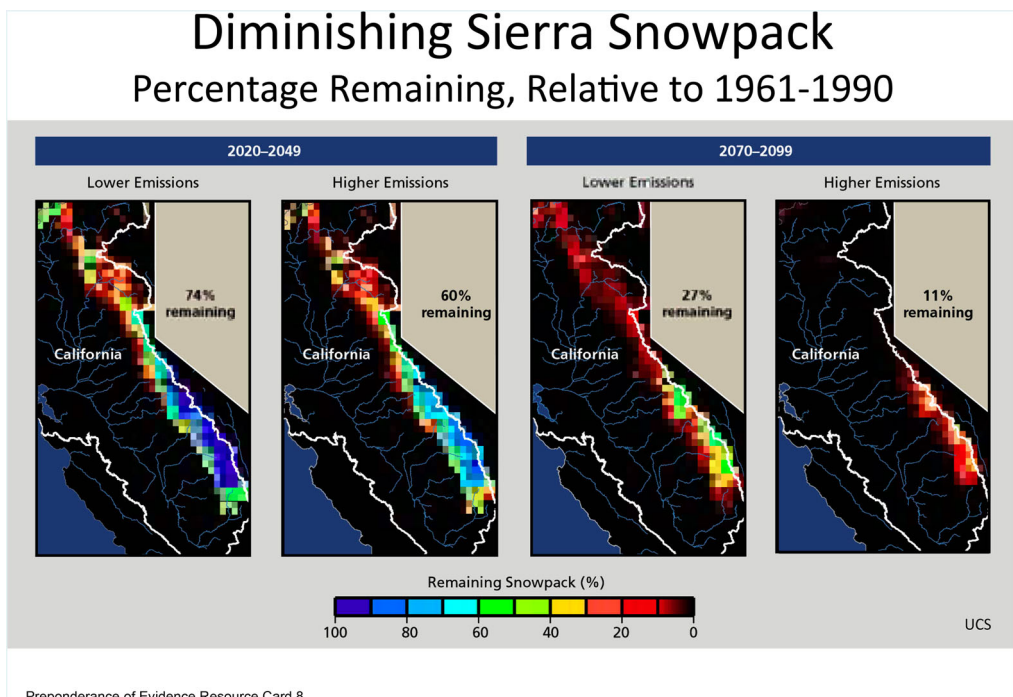 Diminishing Sierra Snowpack
Percentage Remaining, Relative to 1961-1990
2020–2049
2070–2099
Lower Emissions
Higher Emissions
Lower Emissions
Higher Emissions
74%
remaining
60%
remaining
27%
remaining
11%
remaining
California
California
California
California
Remaining Snowpack (%)
100 80 60 40 20 0
UCS
Preponderance of Evidence Resource Card 8